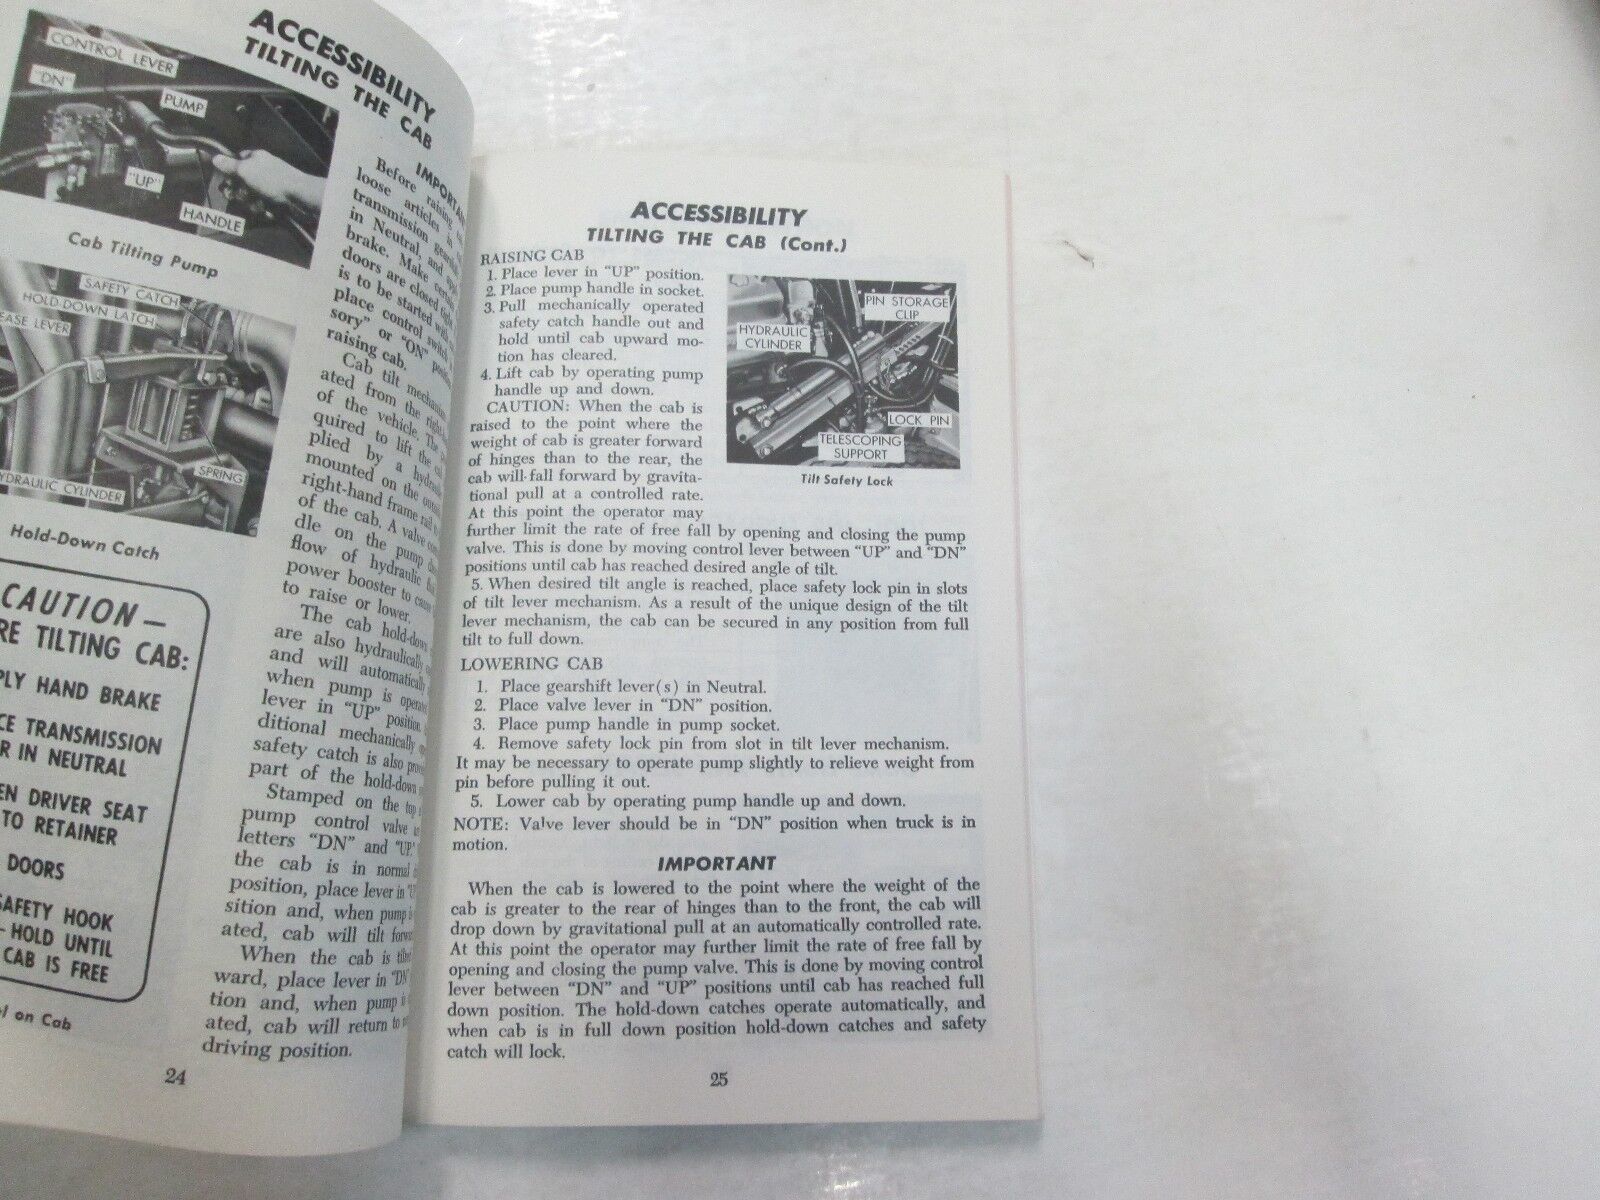 ACCESSIBILITY
TILTING THE CAB
CONTROL LEVER
"DN"
PUMP
"UP"
HANDLE
Cab Tilting Pump
SAFETY CATCH
HOLD-DOWN LATCH
LEVER
SPRING
CYLINDER
Hold-Down Catch
CAUTION —
TILTING CAB:
HAND BRAKE
TRANSMISSION
IN NEUTRAL
DRIVER SEAT
TO RETAINER
DOORS
SAFETY HOOK
– HOLD UNTIL
CAB IS FREE
on Cab
Before raising
loose articles in
transmission
in Neutral, and
brake. Make
doors are closed
is to be started
place control switch
sory" or "ON"
raising cab.
Cab tilt
ated from the
of the vehicle. The
quired to lift the
plied by a
mounted on the
right-hand frame rail
of the cab. A valve
dle on the pump
flow of hydraulic
power booster to
to raise or lower.
The cab
are also hydraulically
and will automatically
when pump is
lever in "UP" position.
ditional mechanically
safety catch is also
part of the hold-down
Stamped on the top
pump control valve
letters "DN" and "UP."
the cab is in normal
position, place lever in
sition and, when pump
ated, cab will tilt
When the cab is
ward, place lever in "DN"
tion and, when pump
ated, cab will return to
driving position.
24
ACCESSIBILITY
TILTING THE CAB (Cont.)
RAISING CAB
1. Place lever in "UP" position.
2. Place pump handle in socket.
3. Pull mechanically operated
safety catch handle out and
hold until cab upward mo-
tion has cleared.
4. Lift cab by operating pump
handle up and down.
CAUTION: When the cab is
raised to the point where the
weight of cab is greater forward
of hinges than to the rear, the
cab will fall forward by gravita-
tional pull at a controlled rate.
At this point the operator may
further limit the rate of free fall by opening and closing the pump
valve. This is done by moving control lever between "UP" and "DN"
positions until cab has reached desired angle of tilt.
PIN STORAGE
CLIP
HYDRAULIC
CYLINDER
LOCK PIN
TELESCOPING
SUPPORT
Tilt Safety Lock
5. When desired tilt angle is reached, place safety lock pin in slots
of tilt lever mechanism. As a result of the unique design of the tilt
lever mechanism, the cab can be secured in any position from full
tilt to full down.
LOWERING CAB
1. Place gearshift lever(s) in Neutral.
2. Place valve lever in "DN" position.
3. Place pump handle in pump socket.
4. Remove safety lock pin from slot in tilt lever mechanism.
It may be necessary to operate pump slightly to relieve weight from
pin before pulling it out.
5. Lower cab by operating pump handle up and down.
NOTE: Valve lever should be in "DN" position when truck is in
motion.
IMPORTANT
When the cab is lowered to the point where the weight of the
cab is greater to the rear of hinges than to the front, the cab will
drop down by gravitational pull at an automatically controlled rate.
At this point the operator may further limit the rate of free fall by
opening and closing the pump valve. This is done by moving control
lever between "DN" and "UP" positions until cab has reached full
down position. The hold-down catches operate automatically, and
when cab is in full down position hold-down catches and safety
catch will lock.
25